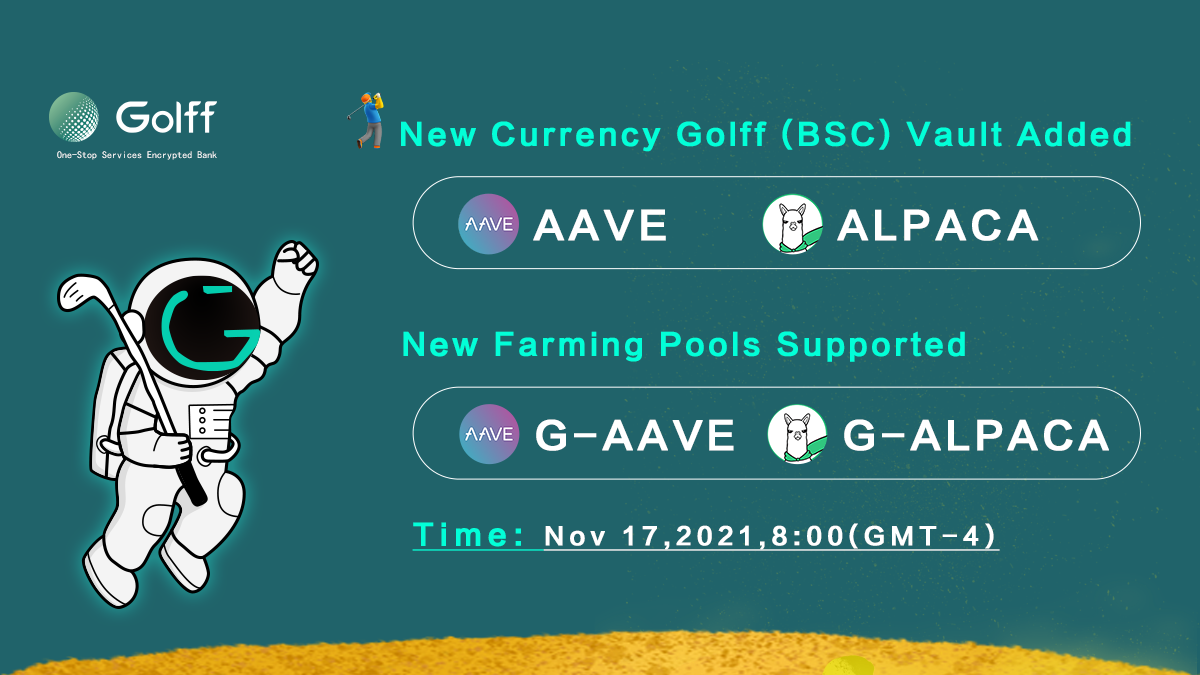 Golff
One-Stop Services Encrypted Bank
New Currency Golff (BSC) Vault Added
AAVE AAVE ALPACA
New Farming Pools Supported
AAVE G-AAVE G-ALPACA
Time: Nov 17,2021,8:00(GMT-4)